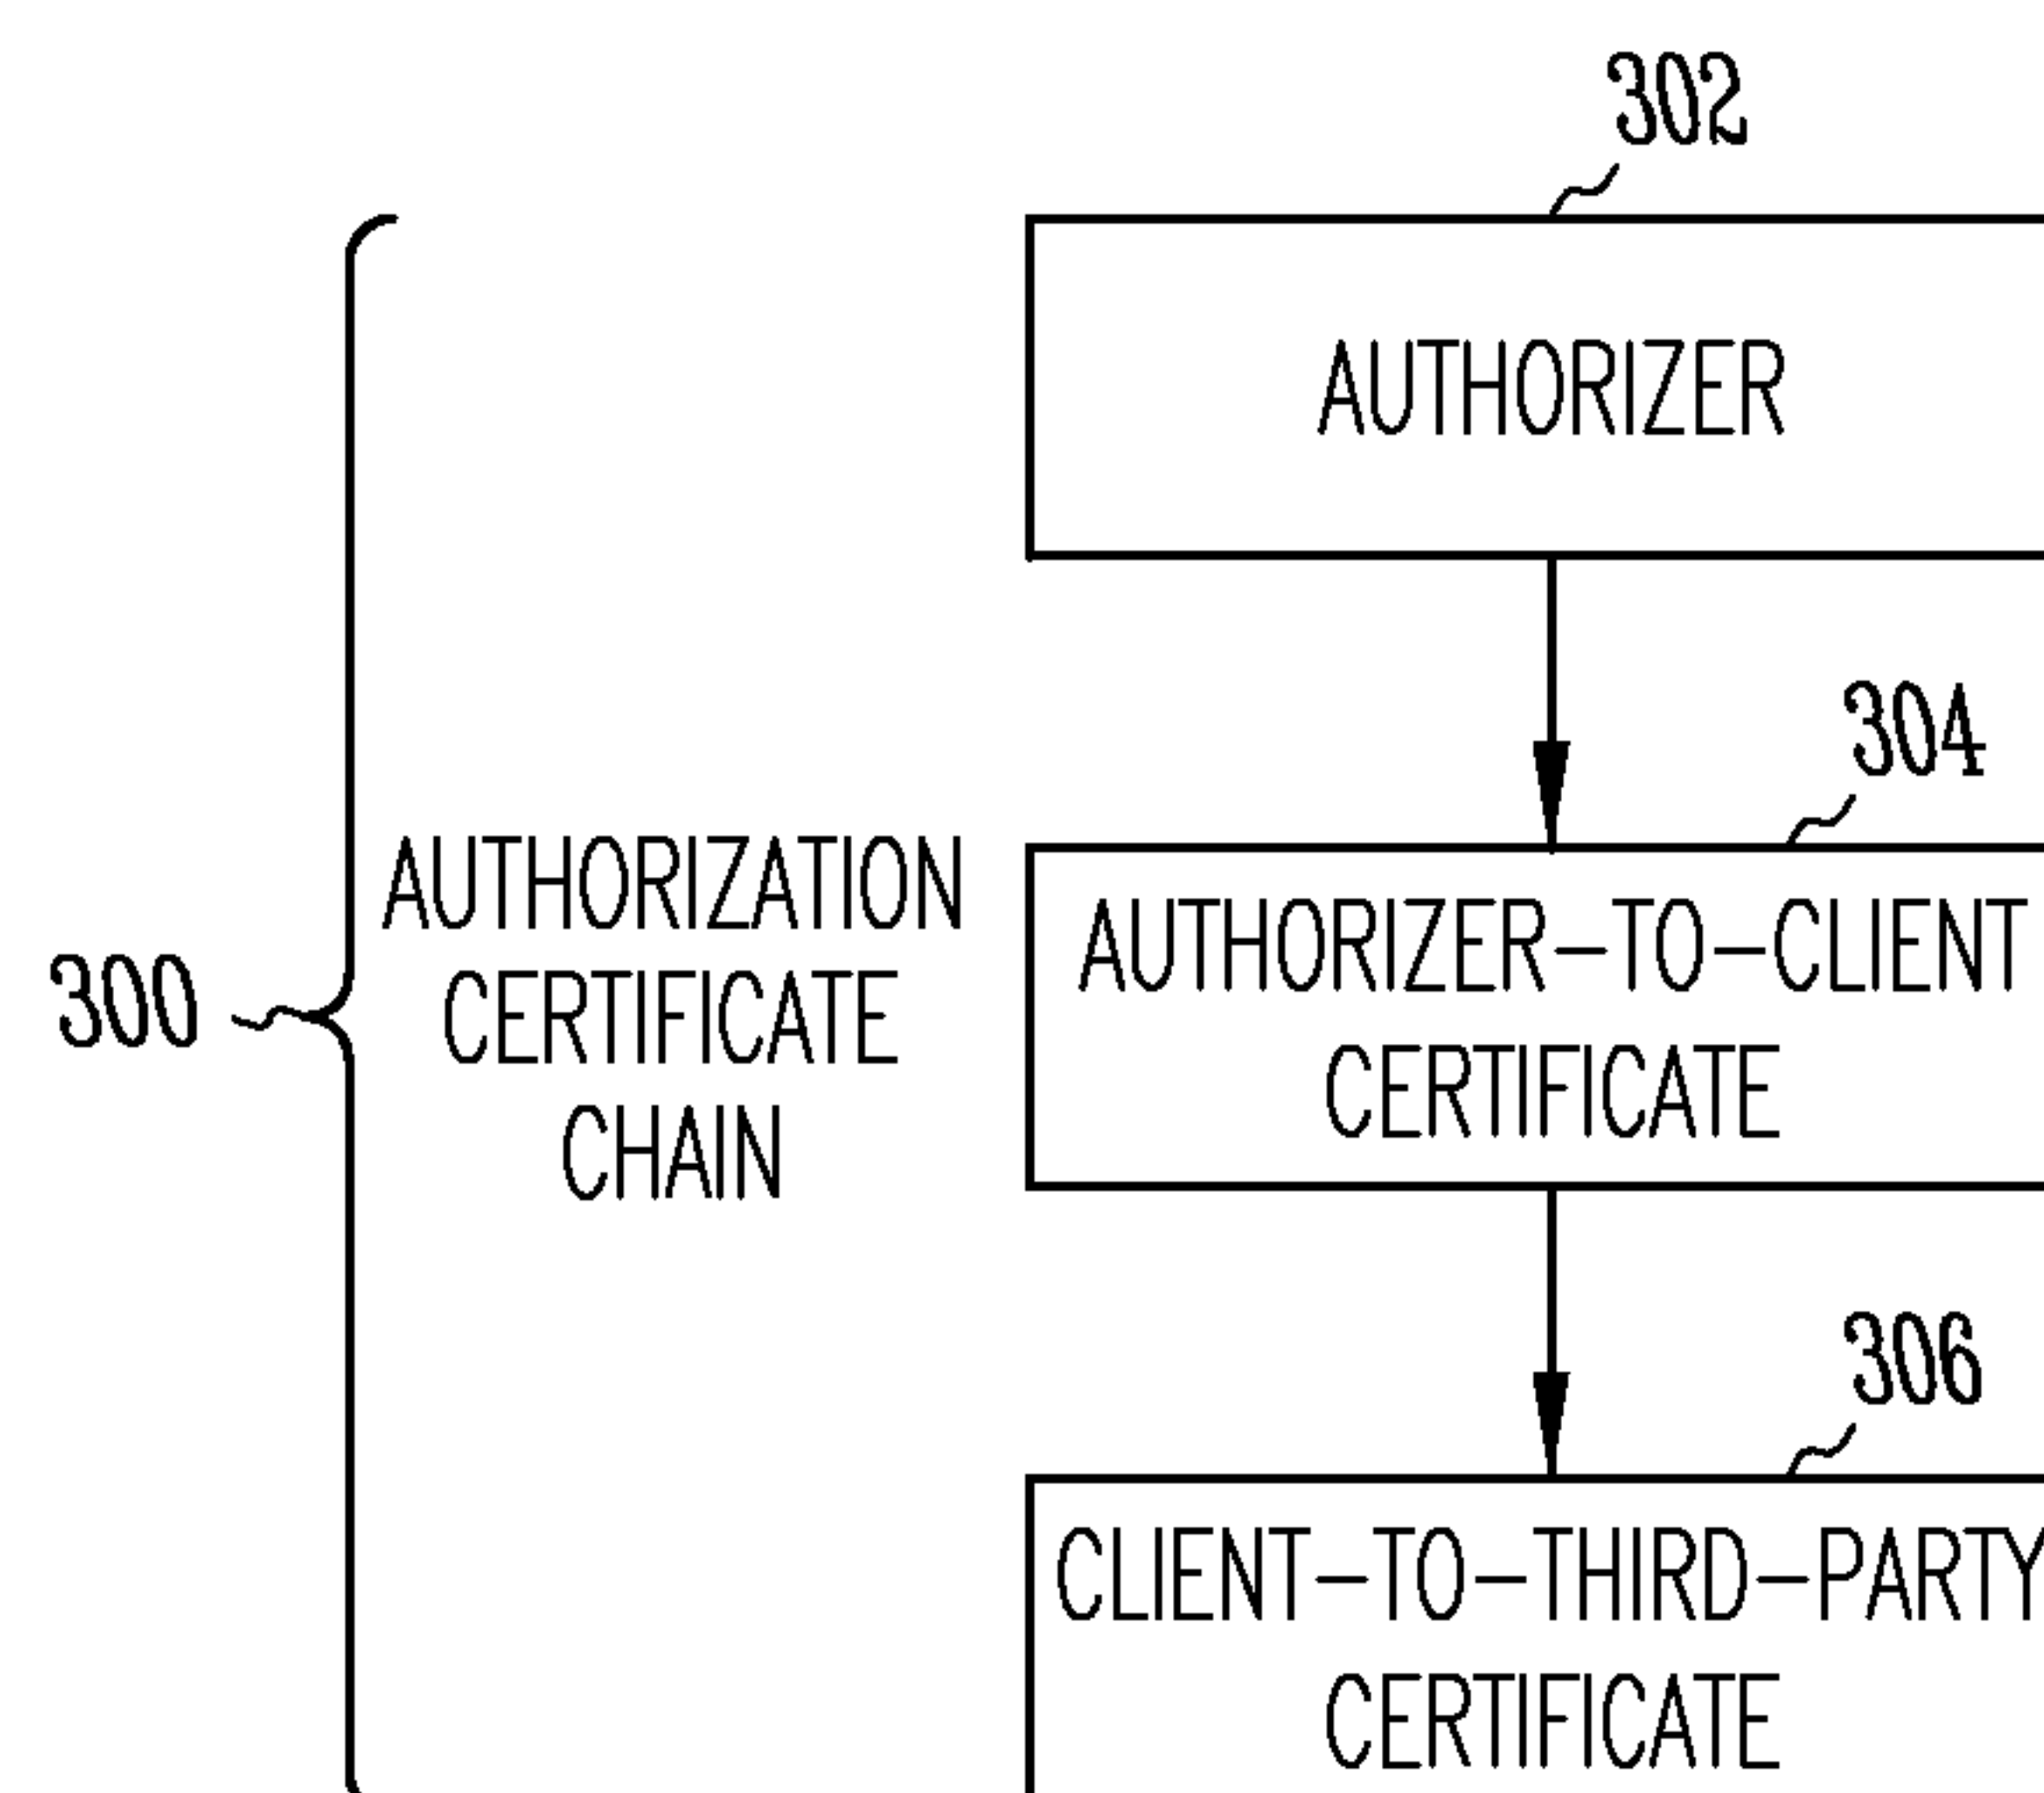 302
AUTHORIZER
304
AUTHORIZATION
CERTIFICATE
CHAIN
300
AUTHORIZER-TO-CLIENT
CERTIFICATE
306
CLIENT-TO-THIRD-PARTY
CERTIFICATE